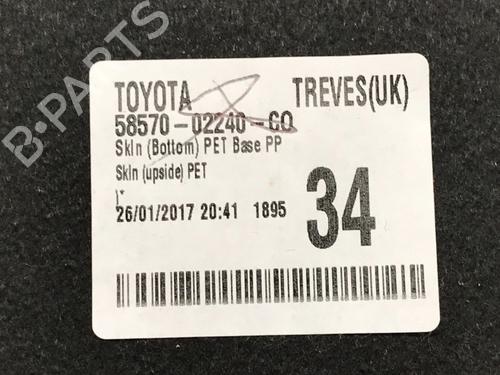 TOYOTA TREVES(UK)
58570-02240-C0
Skin (Bottom) PET Base PP
Skin (upside) PET
)*
26/01/2017 20:41 1895
34
B-PARTS